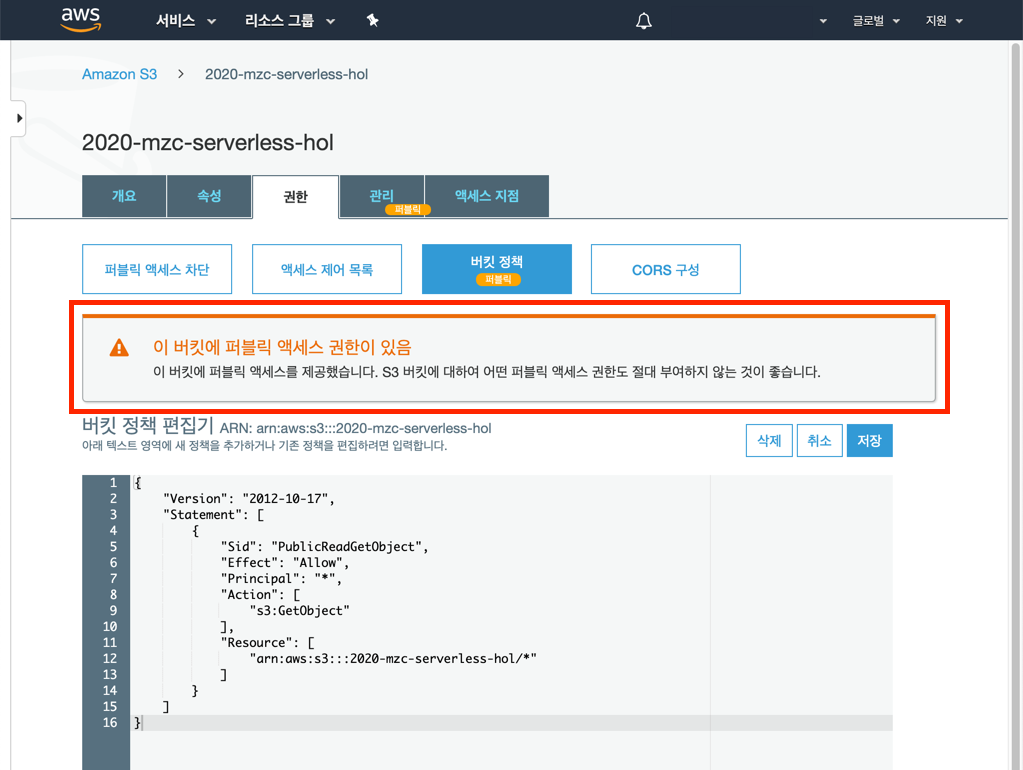 aws 서비스 리소스 그룹 글로벌 지원
Amazon S3 > 2020-mzc-serverless-hol
2020-mzc-serverless-hol
개요 속성 권한 관리 액세스 지점
퍼블릭
퍼블릭 액세스 차단 액세스 제어 목록 버킷 정책 CORS 구성
퍼블릭
이 버킷에 퍼블릭 액세스 권한이 있음
이 버킷에 퍼블릭 액세스를 제공했습니다. S3 버킷에 대하여 어떤 퍼블릭 액세스 권한도 절대 부여하지 않는 것이 좋습니다.
버킷 정책 편집기 ARN: arn:aws:s3:::2020-mzc-serverless-hol
아래 텍스트 영역에 새 정책을 추가하거나 기존 정책을 편집하려면 입력합니다.
삭제 취소 저장
1 {
2 "Version": "2012-10-17",
3 "Statement": [
4 {
5 "Sid": "PublicReadGetObject",
6 "Effect": "Allow",
7 "Principal": "*",
8 "Action": [
9 "s3:GetObject"
10 ],
11 "Resource": [
12 "arn:aws:s3:::2020-mzc-serverless-hol/*"
13 ]
14 }
15 ]
16 }